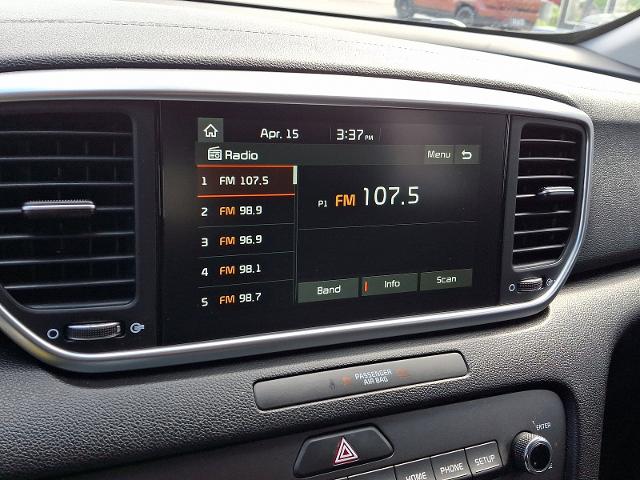 Apr. 15 3:37 PM
Radio Menu
1 FM 107.5
2 FM 98.9
3 FM 96.9
4 FM 98.1
5 FM 98.7
P1 FM 107.5
Band Info Scan
PASSENGER
AIR BAG
ENTER
HOME PHONE SETUP